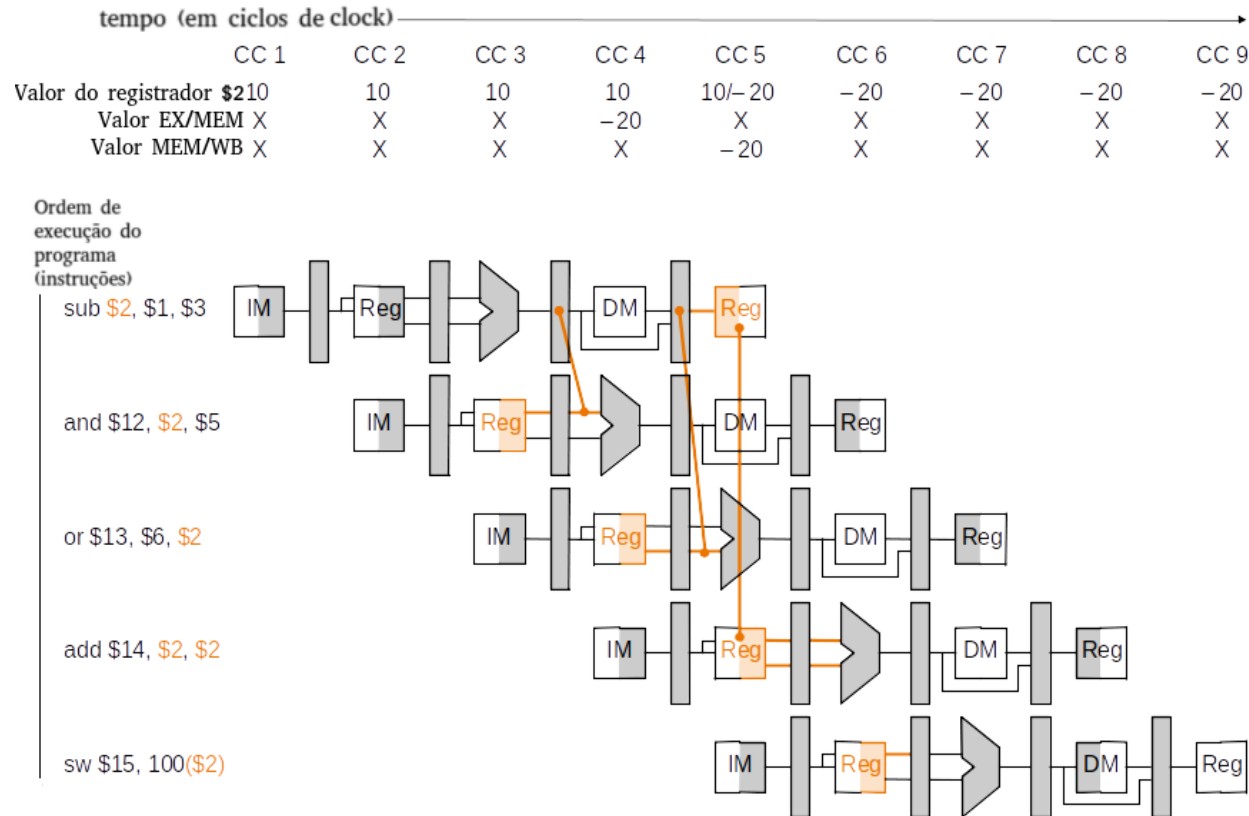 tempo (em ciclos de clock)
CC 1 CC 2 CC 3 CC 4 CC 5 CC 6 CC 7 CC 8 CC 9
Valor do registrador $2 10 10 10 10 10/–20 –20 –20 –20 –20
Valor EX/MEM X X X –20 X X X X X
Valor MEM/WB X X X X –20 X X X X
Ordem de
execução do
programa
(instruções)
sub $2, $1, $3 IM Reg DM Reg
and $12, $2, $5 IM Reg DM Reg
or $13, $6, $2 IM Reg DM Reg
add $14, $2, $2 IM Reg DM Reg
sw $15, 100($2) IM Reg DM Reg